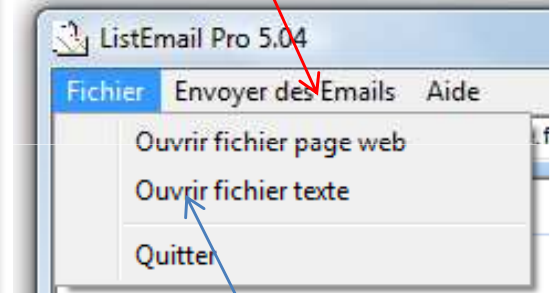 ListEmail Pro 5.04
Fichier Envoyer des Emails Aide
Ouvrir fichier page web
Ouvrir fichier texte
Quitter